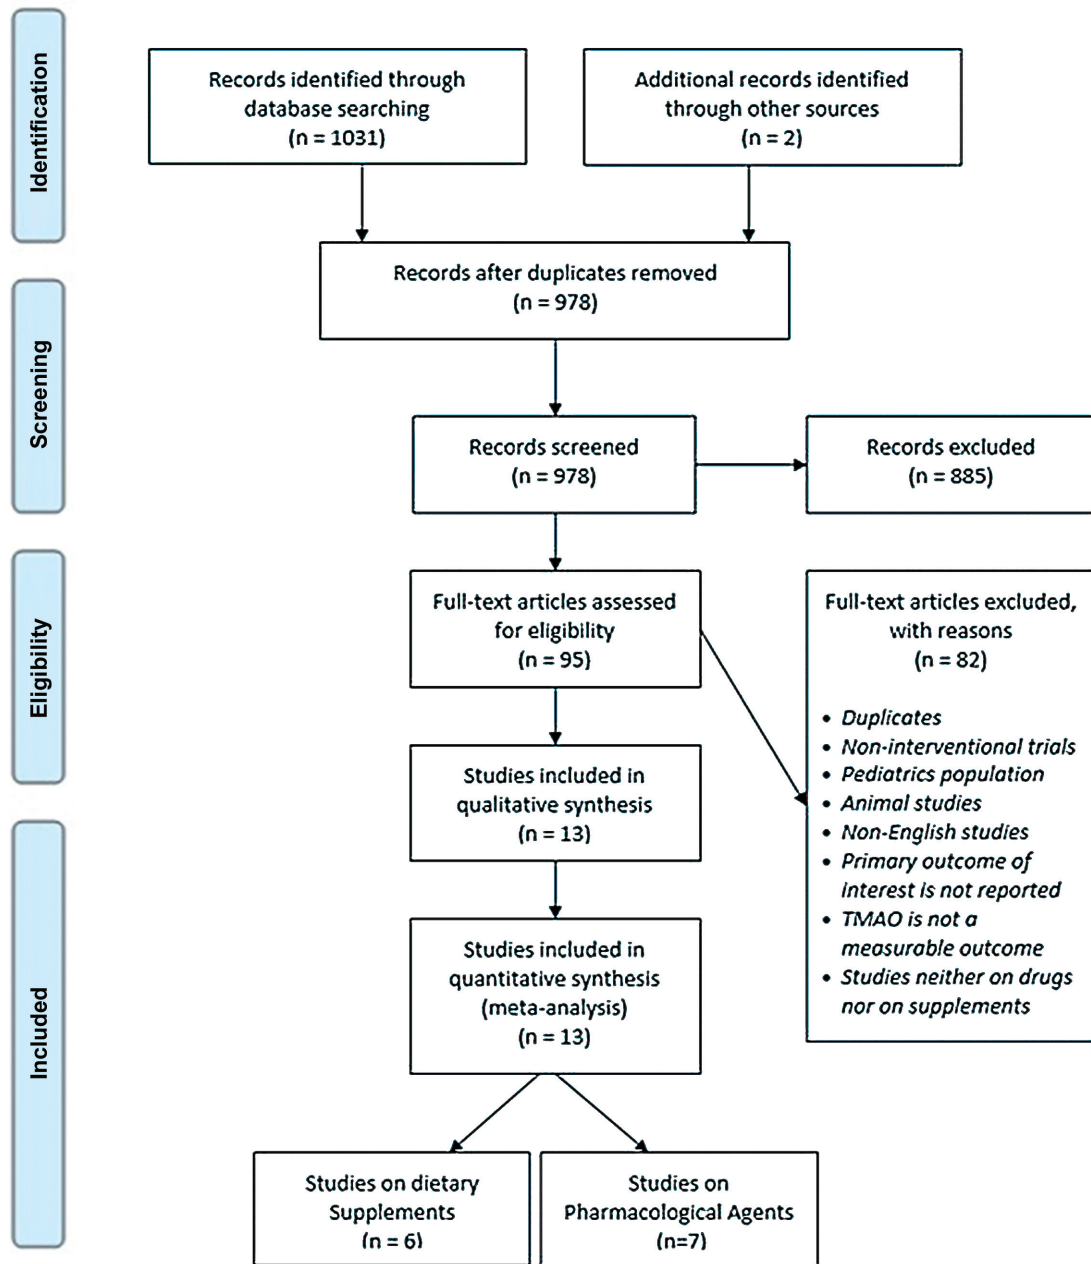 Identification
Records identified through
database searching
(n = 1031)
Additional records identified
through other sources
(n = 2)
Records after duplicates removed
(n = 978)
Screening
Records screened
(n = 978)
Records excluded
(n = 885)
Eligibility
Full-text articles assessed
for eligibility
(n = 95)
Full-text articles excluded,
with reasons
(n = 82)
• Duplicates
• Non-interventional trials
• Pediatrics population
• Animal studies
• Non-English studies
• Primary outcome of
interest is not reported
• TMAO is not a
measurable outcome
• Studies neither on drugs
nor on supplements
Studies included in
qualitative synthesis
(n = 13)
Included
Studies included in
quantitative synthesis
(meta-analysis)
(n = 13)
Studies on dietary
Supplements
(n = 6)
Studies on
Pharmacological Agents
(n=7)